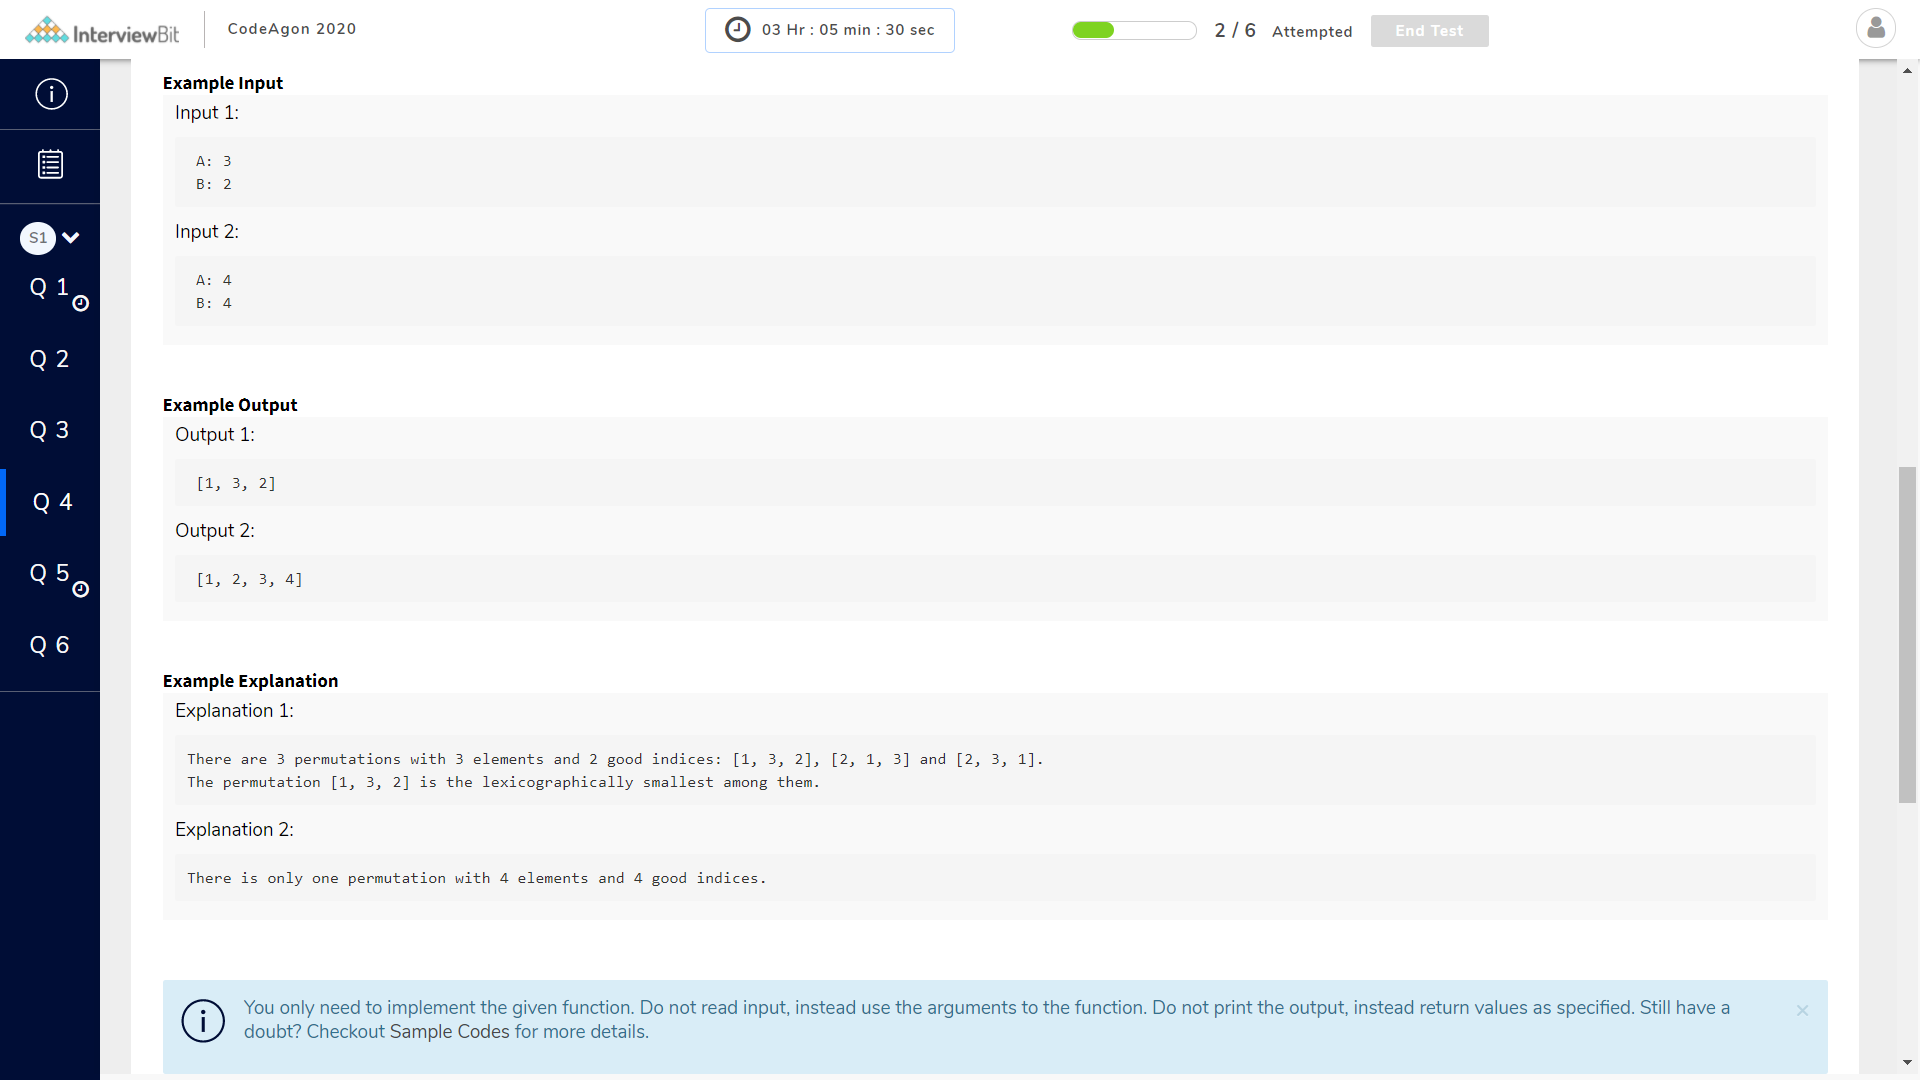 InterviewBit
CodeAgon 2020
03 Hr : 05 min : 30 sec
2 / 6 Attempted
End Test
S1
Q 1
Q 2
Q 3
Q 4
Q 5
Q 6
Example Input
Input 1:
A: 3
B: 2
Input 2:
A: 4
B: 4
Example Output
Output 1:
[1, 3, 2]
Output 2:
[1, 2, 3, 4]
Example Explanation
Explanation 1:
There are 3 permutations with 3 elements and 2 good indices: [1, 3, 2], [2, 1, 3] and [2, 3, 1].
The permutation [1, 3, 2] is the lexicographically smallest among them.
Explanation 2:
There is only one permutation with 4 elements and 4 good indices.
You only need to implement the given function. Do not read input, instead use the arguments to the function. Do not print the output, instead return values as specified. Still have a
doubt? Checkout Sample Codes for more details.